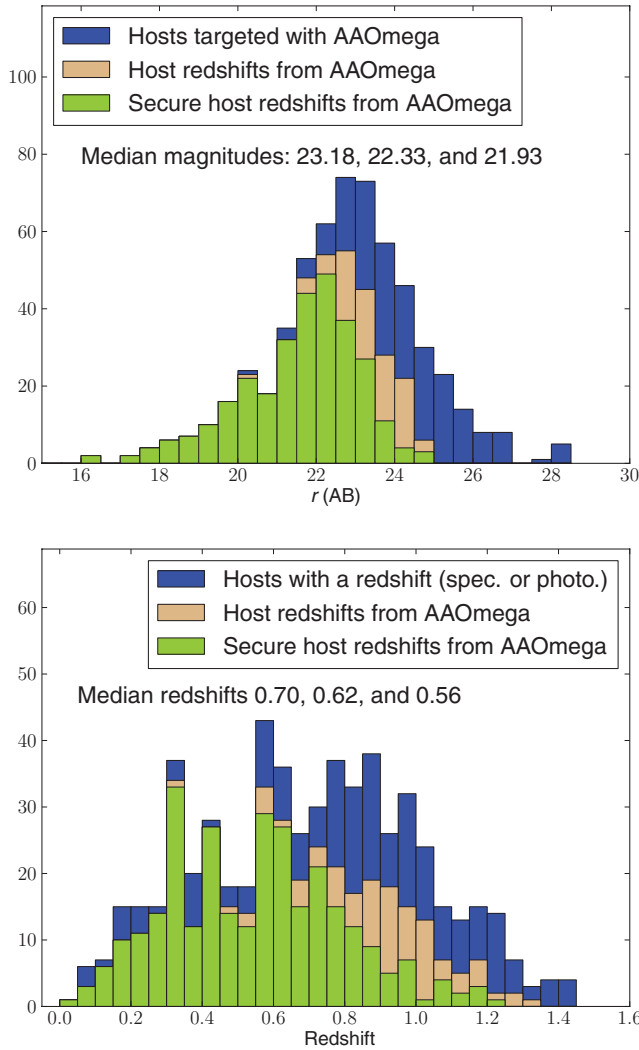 Hosts targeted with AAOmega
Host redshifts from AAOmega
Secure host redshifts from AAOmega
Median magnitudes: 23.18, 22.33, and 21.93
100
80
60
40
20
0
16 18 20 22 24 26 28 30
r (AB)
Hosts with a redshift (spec. or photo.)
Host redshifts from AAOmega
Secure host redshifts from AAOmega
Median redshifts 0.70, 0.62, and 0.56
60
50
40
30
20
10
0
0.0 0.2 0.4 0.6 0.8 1.0 1.2 1.4 1.6
Redshift